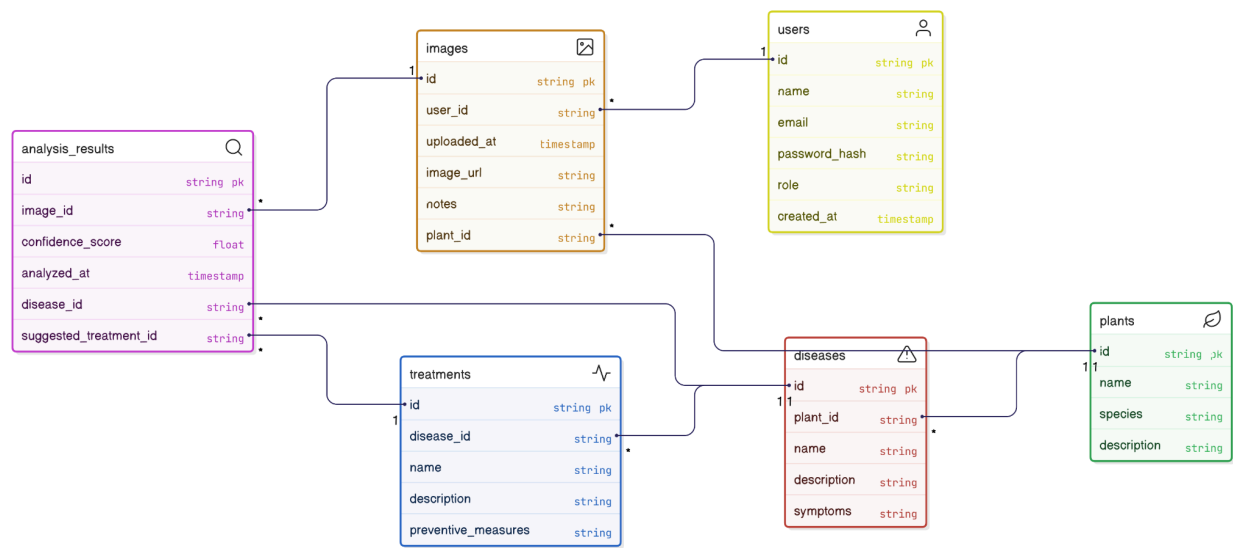 users
id string pk
name string
email string
password_hash string
role string
created_at timestamp
1
images
id string pk
user_id string
uploaded_at timestamp
image_url string
notes string
plant_id string
1
*
*
analysis_results
id string pk
image_id string
confidence_score float
analyzed_at timestamp
disease_id string
suggested_treatment_id string
*
*
*
treatments
id string pk
disease_id string
name string
description string
preventive_measures string
1
*
diseases
id string pk
plant_id string
name string
description string
symptoms string
1 1
*
plants
id string pk
name string
species string
description string
1 1